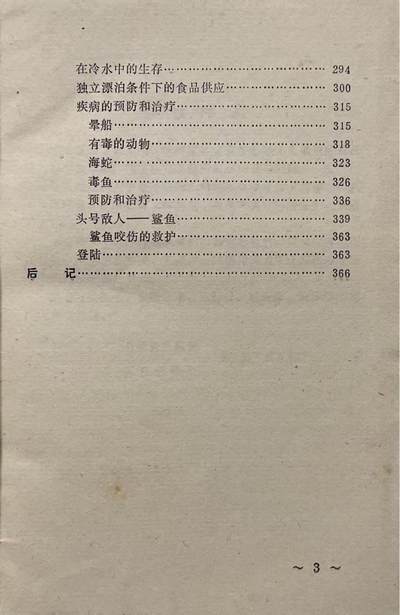 在冷水中的生存…………………………………… 294
独立漂泊条件下的食品供应…………………… 300
疾病的预防和治疗………………………………… 315
晕船……………………………………………… 315
有毒的动物……………………………………… 318
海蛇……………………………………………… 323
毒鱼……………………………………………… 326
预防和治疗……………………………………… 336
头号敌人——鲨鱼………………………………… 339
鲨鱼咬伤的救护………………………………… 363
登陆………………………………………………… 363
后 记………………………………………………… 366
～ 3 ～